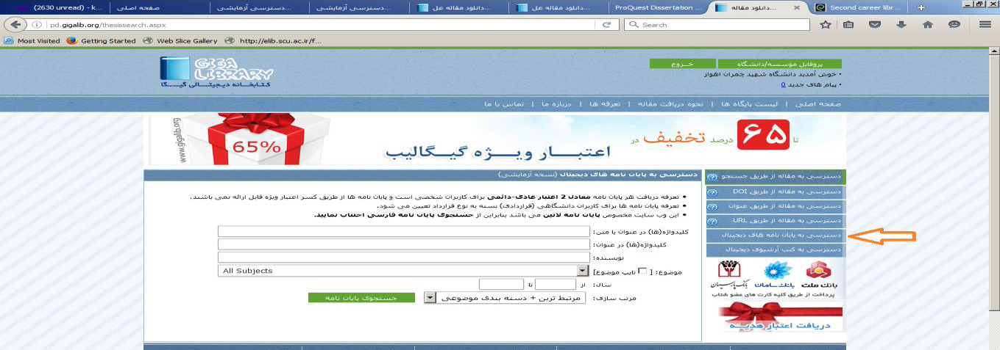 (2630 unread) - k...
صفحه اصلی
دسترسی آزمایشی...
دسترسی آزمایشی...
دانلود مقاله عل...
دانلود مقاله عل...
ProQuest Dissertation ...
دانلود مقاله...
Second career libr...
pd.gigalib.org/thesissearch.aspx
Search
Most Visited
Getting Started
Web Slice Gallery
http://elib.scu.ac.ir/f...
GIGA LIBRARY
کتابخانه دیجیتالی گیگا
پروفایل موسسه/دانشگاه
خروج
• خوش آمدید دانشگاه شهید چمران اهواز
• پیام های جدید 0
صفحه اصلی | لیست پایگاه ها | نحوه دریافت مقاله | تعرفه ها | درباره ما | تماس با ما
www.gigalib.org
65%
تا ۶۵ درصد تخفیف در
اعتبار ویژه گیگالیب
دسترسی به مقاله از طریق جستجو
دسترسی به مقاله از طریق DOI
دسترسی به مقاله از طریق عنوان
دسترسی به مقاله از طریق URL
دسترسی به پایان نامه های دیجیتال
دسترسی به کتب آرشیوی دیجیتال
بانک ملت
بانک سامان
بانک پارسیان
پرداخت از طریق کلیه کارت های عضو شتاب
دریافت اعتبار هدیه
دسترسی به پایان نامه های دیجیتال (نسخه آزمایشی)
• تعرفه دریافت هر پایان نامه معادل 2 اعتبار عادی-دائمی برای کاربران شخصی است و پایان نامه ها از طریق کسر اعتبار ویژه قابل ارائه نمی باشند.
• تعرفه پایان نامه ها برای کاربران دانشگاهی (قراردادی) بسته به نوع قرارداد تعیین می شود.
• این وب سایت مخصوص پایان نامه لاتین می باشد بنابراین از جستجوی پایان نامه فارسی اجتناب نمایید.
کلیدواژه(ها) در عنوان یا متن:
کلیدواژه(ها) در عنوان:
نویسنده:
موضوع: [ تایپ موضوع]
All Subjects
سال: از تا
مرتب سازی: مرتبط ترین + دسته بندی موضوعی
جستجوی پایان نامه